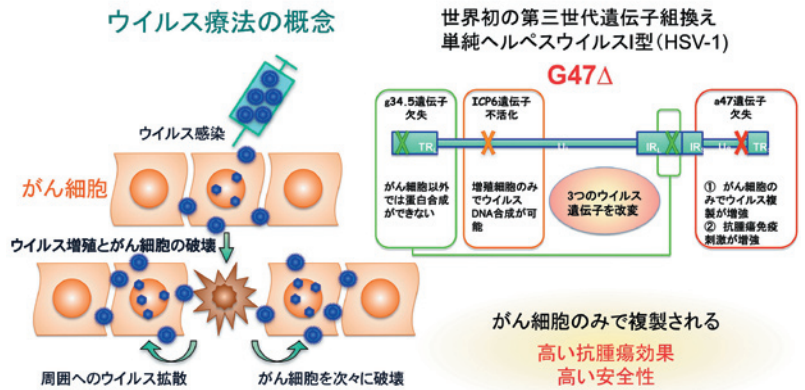 ウイルス療法の概念
ウイルス感染
がん細胞
ウイルス増殖とがん細胞の破壊
周囲へのウイルス拡散
がん細胞を次々に破壊
世界初の第三世代遺伝子組換え
単純ヘルペスウイルスI型(HSV-1)
G47Δ
g34.5遺伝子
欠失
ICP6遺伝子
不活化
a47遺伝子
欠失
TR
IR
IR
TR
がん細胞以外
では蛋白合成
ができない
増殖細胞のみ
でウイルス
DNA合成が可
能
3つのウイルス
遺伝子を改変
① がん細胞の
みでウイルス複
製が増強
② 抗腫瘍免疫
刺激が増強
がん細胞のみで複製される
高い抗腫瘍効果
高い安全性